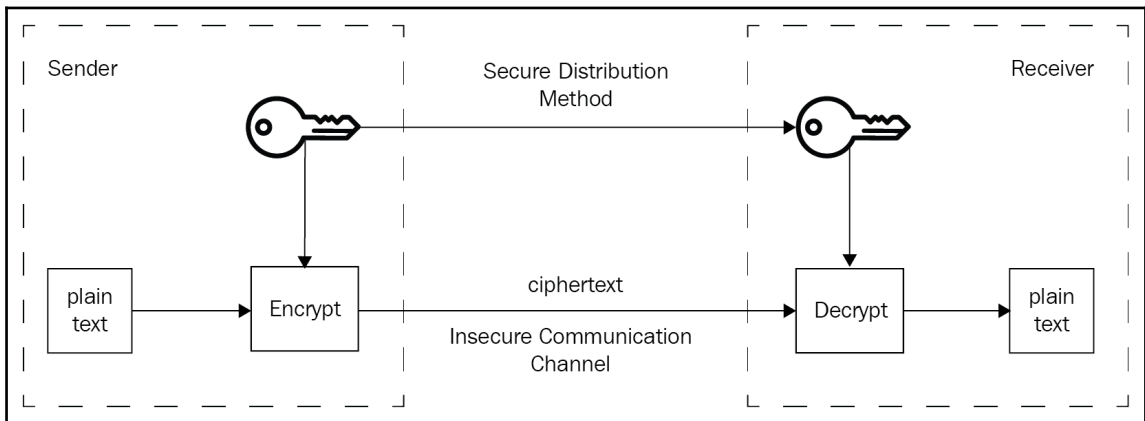 Sender
Secure Distribution
Method
Receiver
plain
text
Encrypt
ciphertext
Insecure Communication
Channel
Decrypt
plain
text